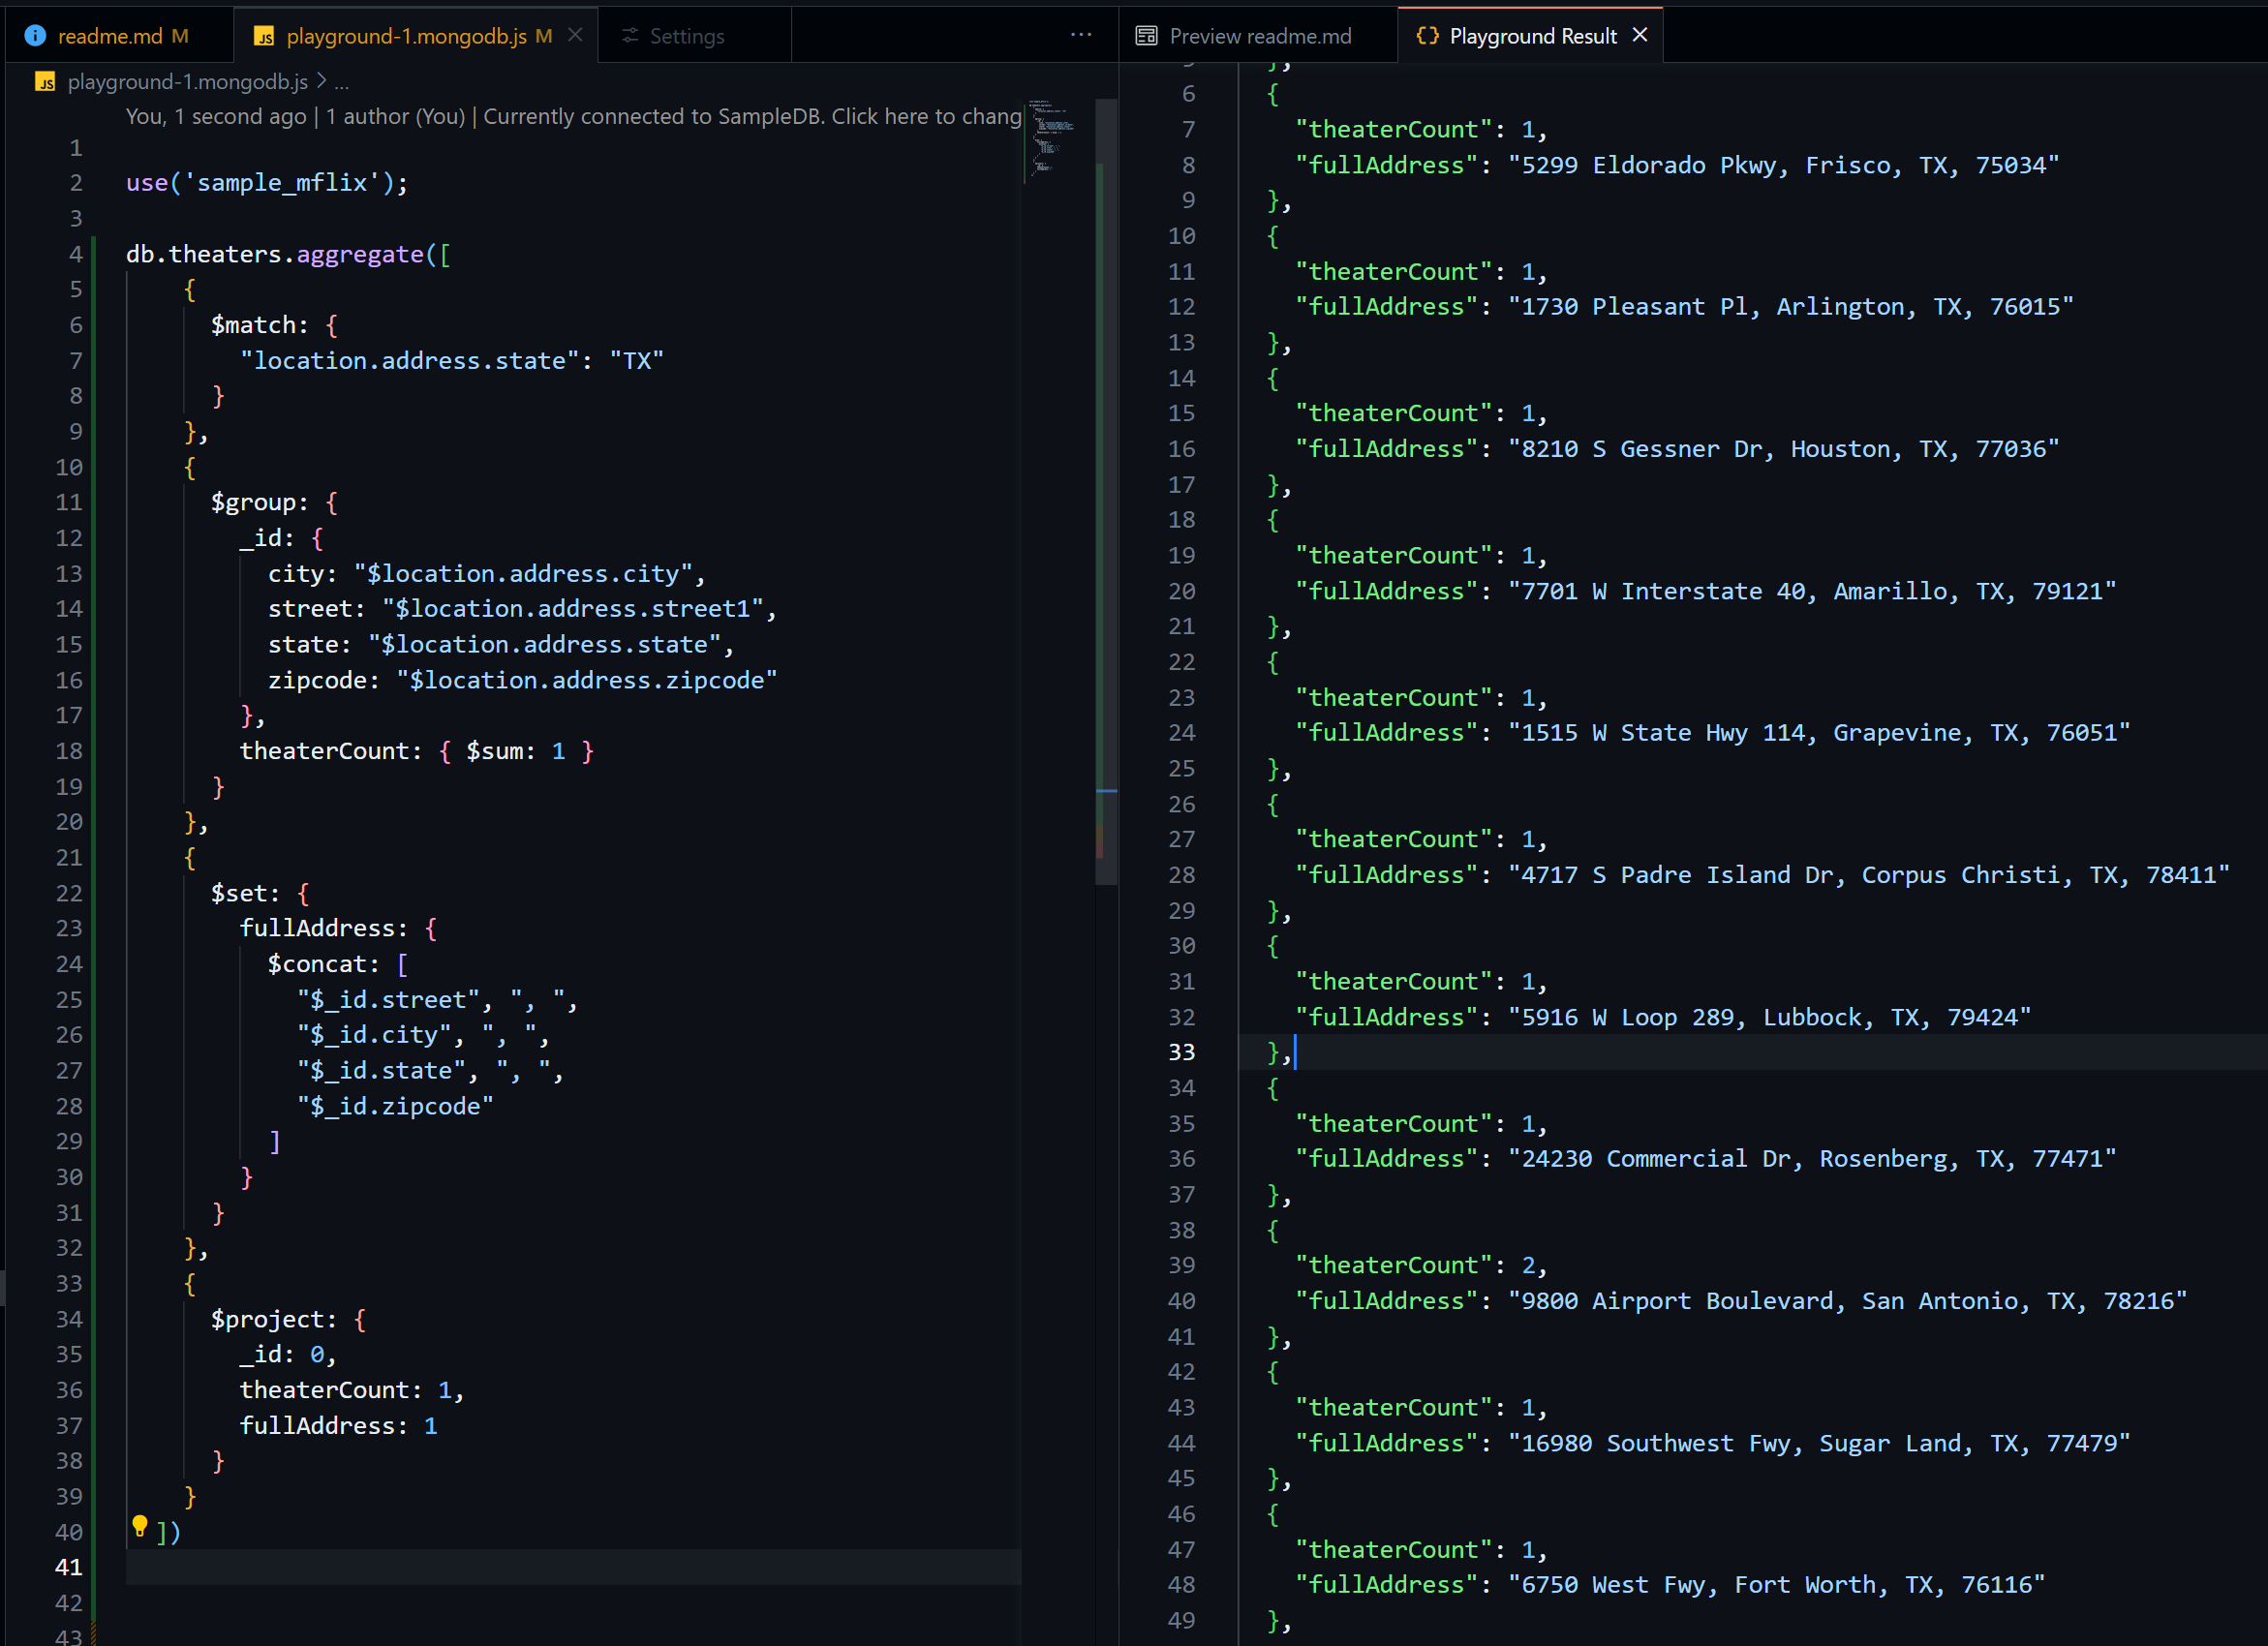 readme.md M
playground-1.mongodb.js M
Settings
...
Preview readme.md
Playground Result
playground-1.mongodb.js > ...
You, 1 second ago | 1 author (You) | Currently connected to SampleDB. Click here to chang
1
2 use('sample_mflix');
3
4 db.theaters.aggregate([
5 {
6 $match: {
7 "location.address.state": "TX"
8 }
9 },
10 {
11 $group: {
12 _id: {
13 city: "$location.address.city",
14 street: "$location.address.street1",
15 state: "$location.address.state",
16 zipcode: "$location.address.zipcode"
17 },
18 theaterCount: { $sum: 1 }
19 }
20 },
21 {
22 $set: {
23 fullAddress: {
24 $concat: [
25 "$_id.street", ", ",
26 "$_id.city", ", ",
27 "$_id.state", ", ",
28 "$_id.zipcode"
29 ]
30 }
31 }
32 },
33 {
34 $project: {
35 _id: 0,
36 theaterCount: 1,
37 fullAddress: 1
38 }
39 }
40 ])
41
42
43
5 },
6 {
7 "theaterCount": 1,
8 "fullAddress": "5299 Eldorado Pkwy, Frisco, TX, 75034"
9 },
10 {
11 "theaterCount": 1,
12 "fullAddress": "1730 Pleasant Pl, Arlington, TX, 76015"
13 },
14 {
15 "theaterCount": 1,
16 "fullAddress": "8210 S Gessner Dr, Houston, TX, 77036"
17 },
18 {
19 "theaterCount": 1,
20 "fullAddress": "7701 W Interstate 40, Amarillo, TX, 79121"
21 },
22 {
23 "theaterCount": 1,
24 "fullAddress": "1515 W State Hwy 114, Grapevine, TX, 76051"
25 },
26 {
27 "theaterCount": 1,
28 "fullAddress": "4717 S Padre Island Dr, Corpus Christi, TX, 78411"
29 },
30 {
31 "theaterCount": 1,
32 "fullAddress": "5916 W Loop 289, Lubbock, TX, 79424"
33 },
34 {
35 "theaterCount": 1,
36 "fullAddress": "24230 Commercial Dr, Rosenberg, TX, 77471"
37 },
38 {
39 "theaterCount": 2,
40 "fullAddress": "9800 Airport Boulevard, San Antonio, TX, 78216"
41 },
42 {
43 "theaterCount": 1,
44 "fullAddress": "16980 Southwest Fwy, Sugar Land, TX, 77479"
45 },
46 {
47 "theaterCount": 1,
48 "fullAddress": "6750 West Fwy, Fort Worth, TX, 76116"
49 },